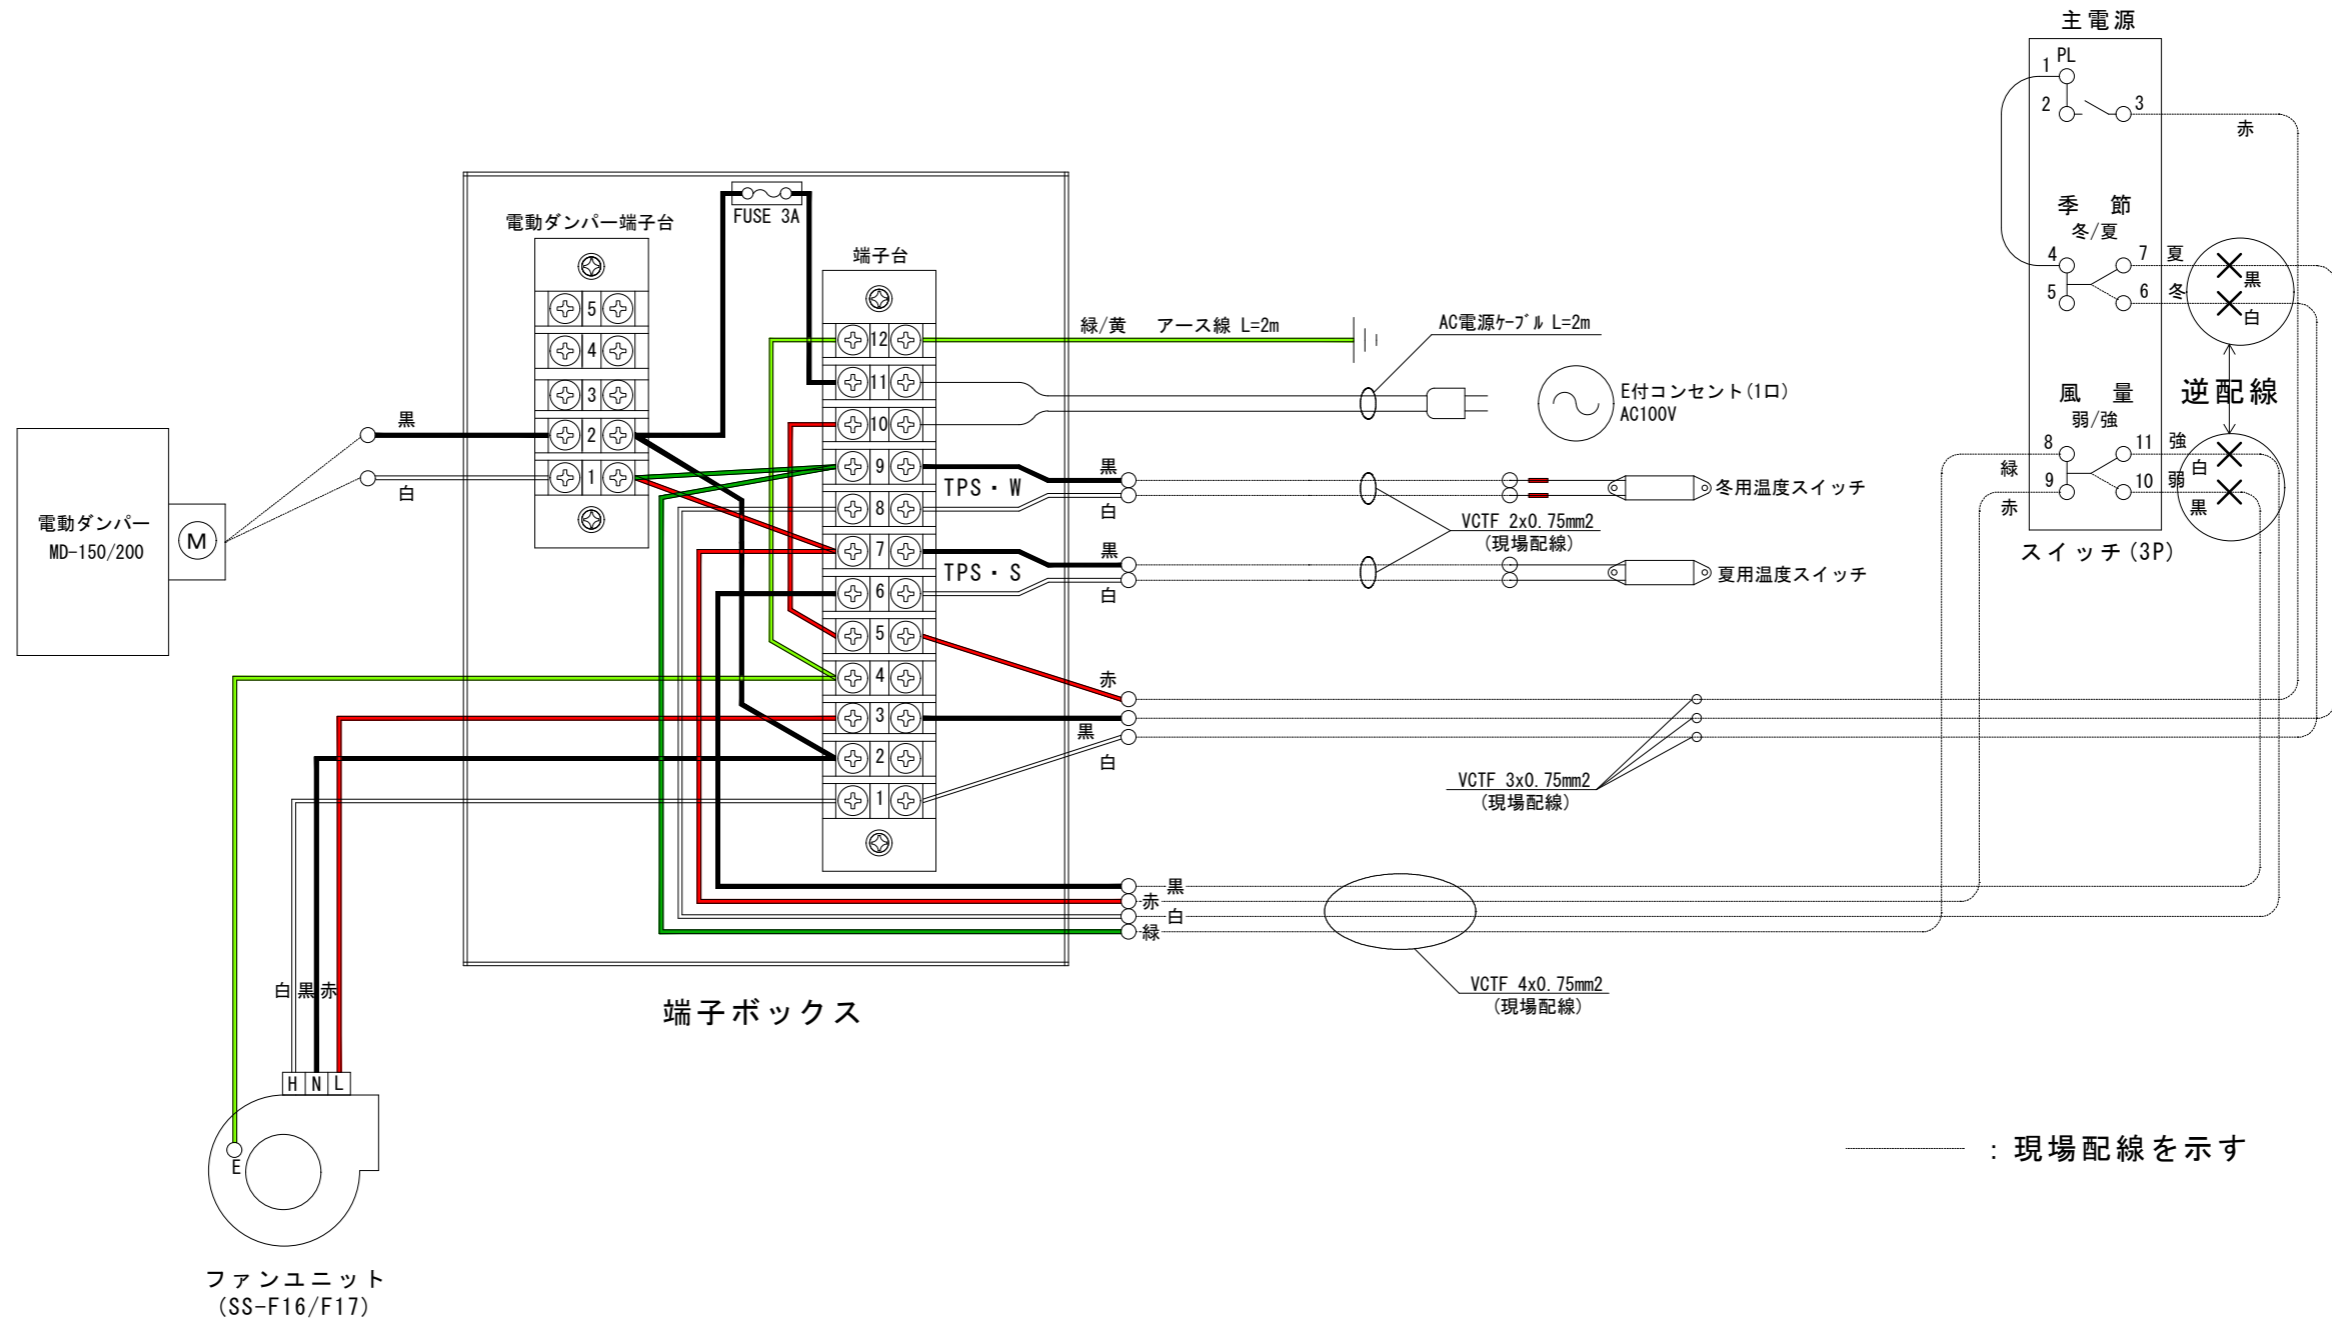 主電源
PL
1
2
3
赤
季　節
冬/夏
4
7
夏
黒
5
6
冬
白
逆配線
風　量
弱/強
8
11
強
緑
白
9
10
弱
赤
黒
スイッチ(3P)
FUSE 3A
電動ダンパー端子台
5
4
3
2
1
端子台
12
11
10
9
8
7
6
5
4
3
2
1
TPS・W
TPS・S
緑/黄　アース線 L=2m
AC電源ｹｰﾌﾞﾙ L=2m
E付コンセント(1口)
AC100V
黒
白
冬用温度スイッチ
VCTF 2x0.75mm2
(現場配線)
黒
白
夏用温度スイッチ
黒
白
電動ダンパー
MD-150/200
M
赤
黒
白
VCTF 3x0.75mm2
(現場配線)
黒
赤
白
緑
VCTF 4x0.75mm2
(現場配線)
端子ボックス
白 黒 赤
H N L
E
ファンユニット
(SS-F16/F17)
：現場配線を示す